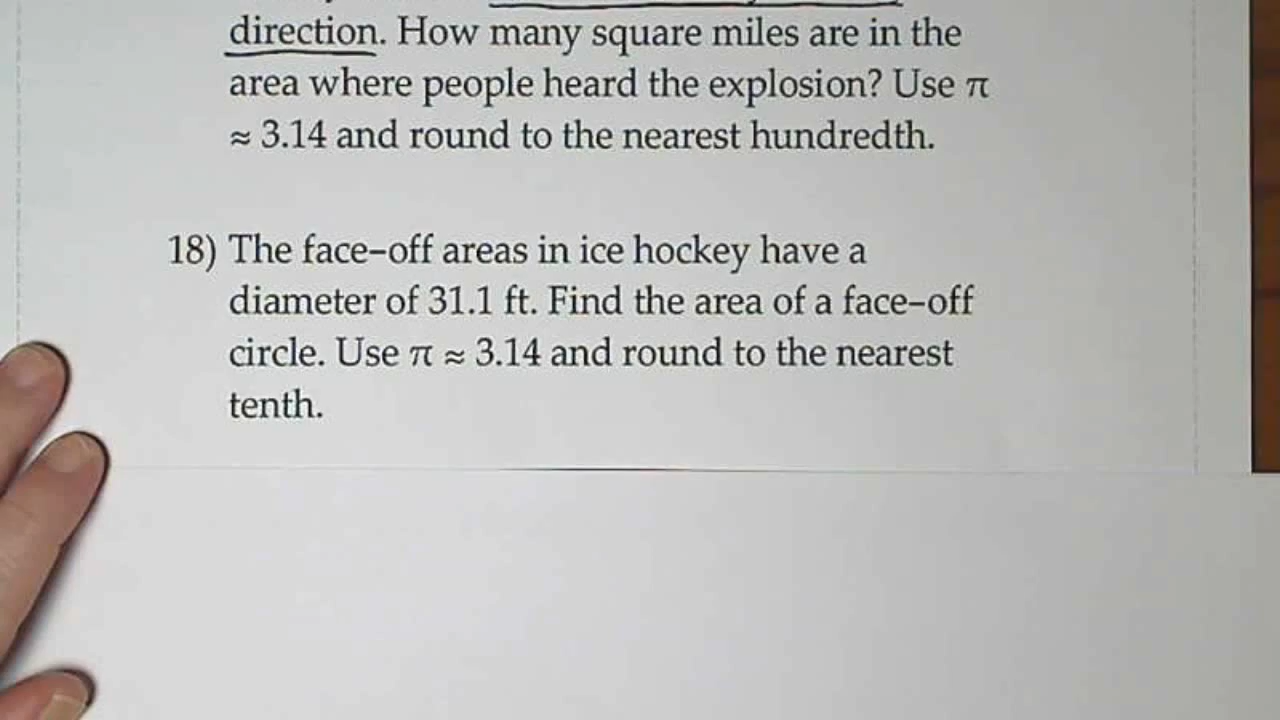 direction. How many square miles are in the
area where people heard the explosion? Use π
≈ 3.14 and round to the nearest hundredth.
18) The face–off areas in ice hockey have a
diameter of 31.1 ft. Find the area of a face–off
circle. Use π ≈ 3.14 and round to the nearest
tenth.